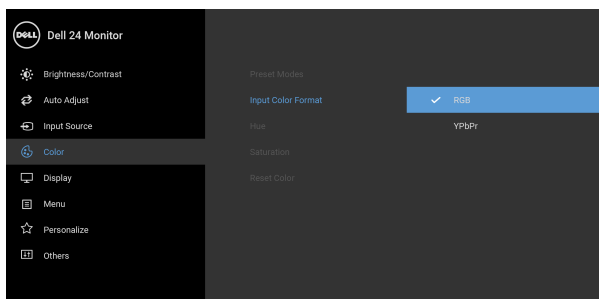 DELL Dell 24 Monitor
Brightness/Contrast
Auto Adjust
Input Source
Color
Display
Menu
Personalize
Others
Preset Modes
Input Color Format
Hue
Saturation
Reset Color
RGB
YPbPr